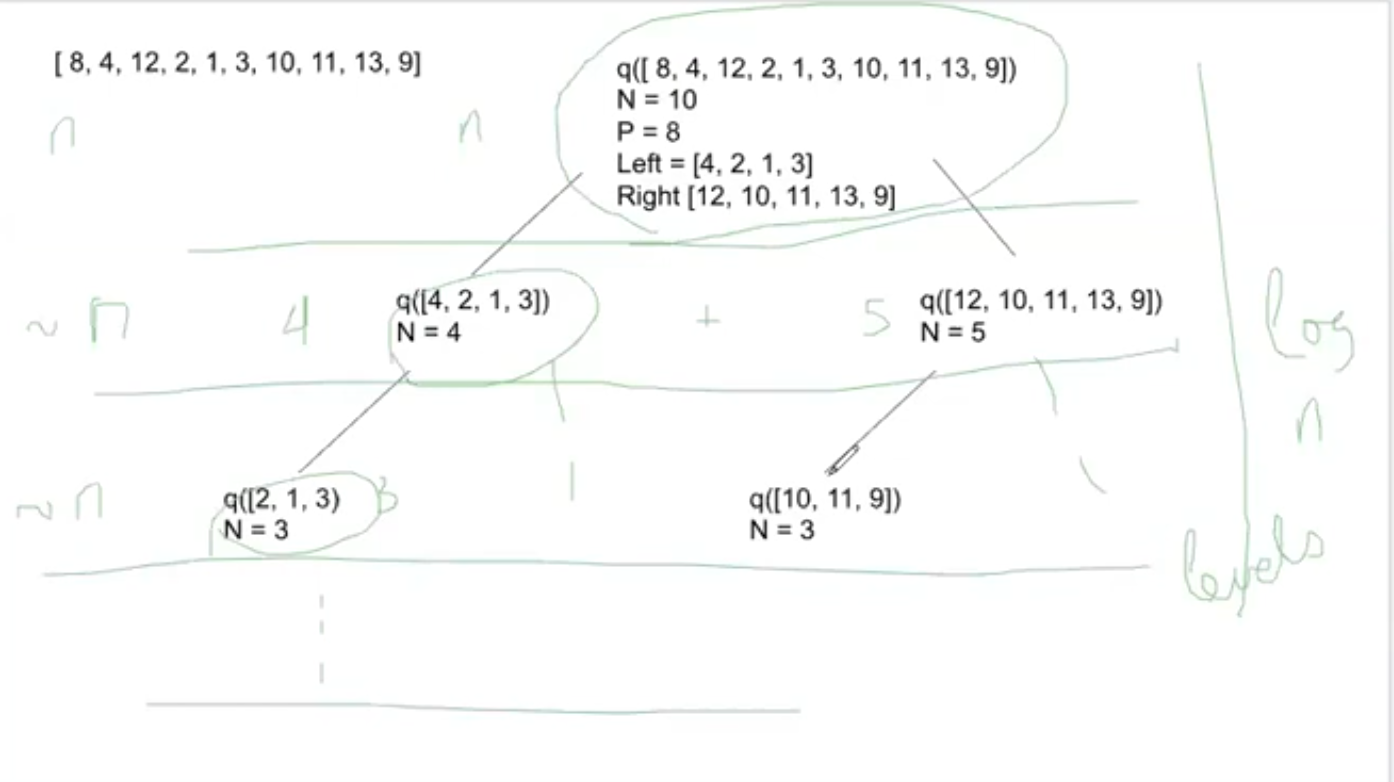 [ 8, 4, 12, 2, 1, 3, 10, 11, 13, 9]
q([ 8, 4, 12, 2, 1, 3, 10, 11, 13, 9])
N = 10
P = 8
Left = [4, 2, 1, 3]
Right [12, 10, 11, 13, 9]
n
n
~ n
4
q([4, 2, 1, 3])
N = 4
+
5
q([12, 10, 11, 13, 9])
N = 5
log
n
levels
~ n
q([2, 1, 3)
N = 3
3
1
q([10, 11, 9])
N = 3